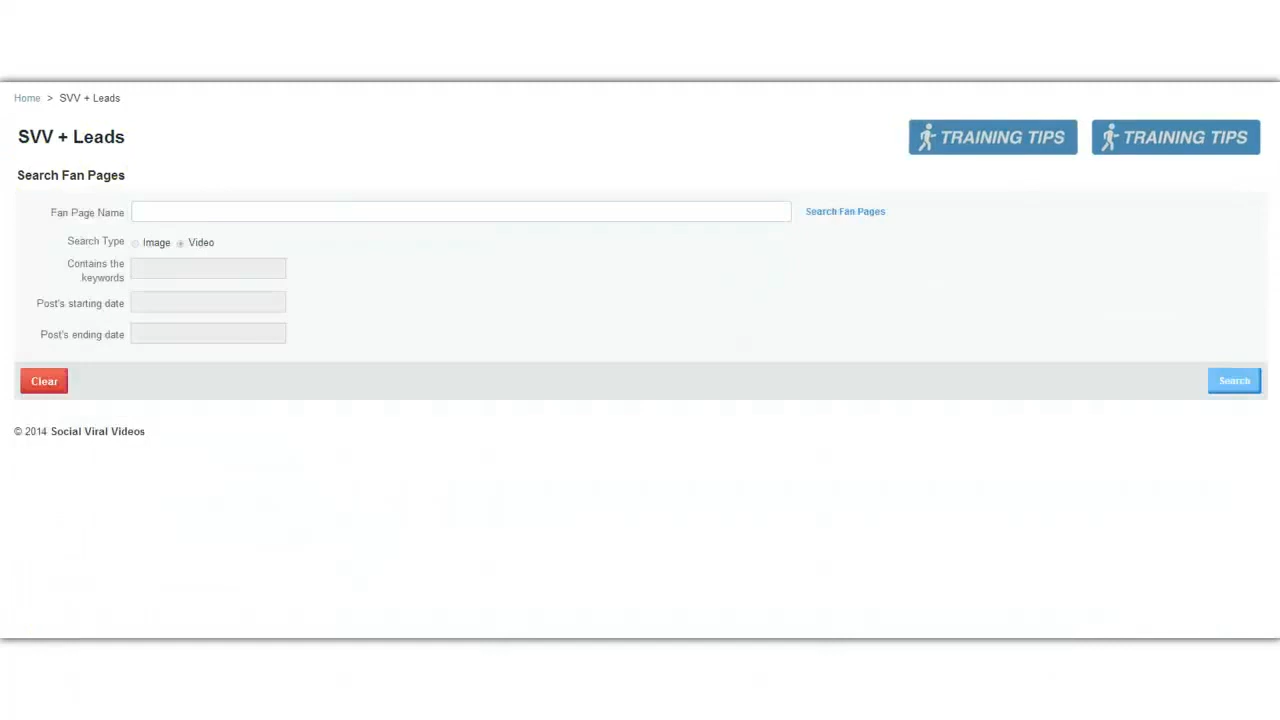 Home > SVV + Leads
SVV + Leads
TRAINING TIPS
TRAINING TIPS
Search Fan Pages
Fan Page Name
Search Fan Pages
Search Type
Image
Video
Contains the
keywords
Post's starting date
Post's ending date
Clear
Search
© 2014 Social Viral Videos